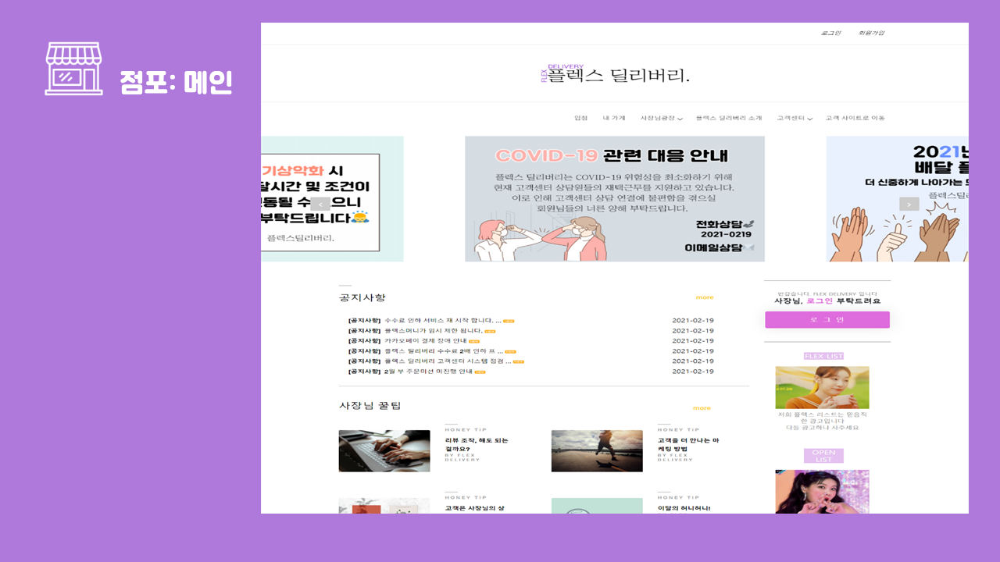 점포: 메인
로그인 회원가입
DELIVERY
FLEX
플렉스 딜리버리.
입점 내 가게 사장님광장 플렉스 딜리버리 소개 고객센터 고객 사이트로 이동
기상악화 시
달시간 및 조건이
동될 수 으니
부탁드립니다
플렉스딜리버리.
<
COVID-19 관련 대응 안내
플렉스 딜리버리는 COVID-19 위험성을 최소화하기 위해
현재 고객센터 상담원들의 재택근무를 지원하고 있습니다.
이로 인해 고객센터 상담 연결에 불편함을 겪으실
회원님들의 너른 양해 부탁드립니다.
전화상담
2021-0219
이메일상담
2021년
배달 플
더 신중하게 나아가는
플렉스딜
>
공지사항
more
[공지사항] 수수료 인하 서비스 재 시작 합니다. ... 2021-02-19
[공지사항] 플렉스머니가 임시 제한 됩니다. 2021-02-19
[공지사항] 카카오페이 결제 장애 안내 2021-02-19
[공지사항] 플렉스 딜리버리 수수료 2배 인하 프 ... 2021-02-19
[공지사항] 플렉스 딜리버리 고객센터 시스템 점검 ... 2021-02-19
[공지사항] 2월 부 주문미션 미진행 안내 2021-02-19
반갑습니다. FLEX DELIVERY 입니다
사장님, 로그인 부탁드려요
로 그 인
FLEX LIST
저희 플렉스 리스트는 믿음직
한 광고입니다
다들 광고하나 사주세요
OPEN
LIST
사장님 꿀팁
more
HONEY TIP
리뷰 조작, 해도 되는
걸까요?
BY FLEX
DELIVERY
HONEY TIP
고객을 더 만나는 마
케팅 방법
BY FLEX
DELIVERY
HONEY TIP
고객은 사장님의 상
HONEY TIP
이달의 허니허니!